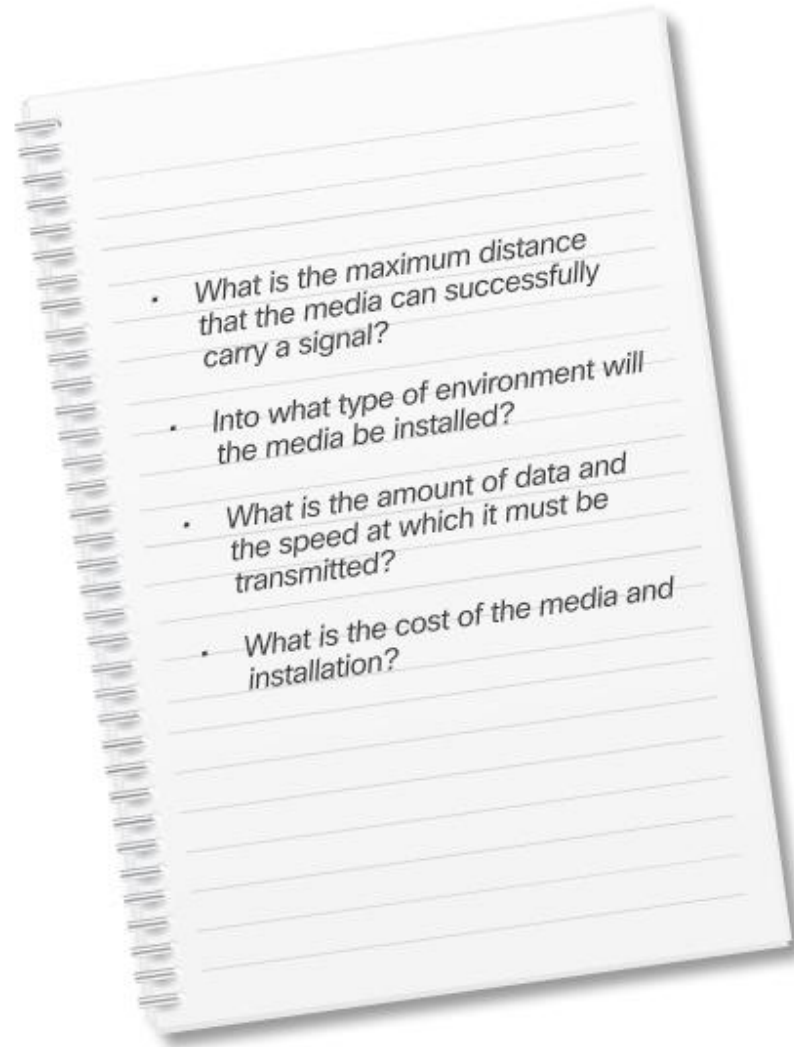 • What is the maximum distance
that the media can successfully
carry a signal?
• Into what type of environment will
the media be installed?
• What is the amount of data and
the speed at which it must be
transmitted?
• What is the cost of the media and
installation?